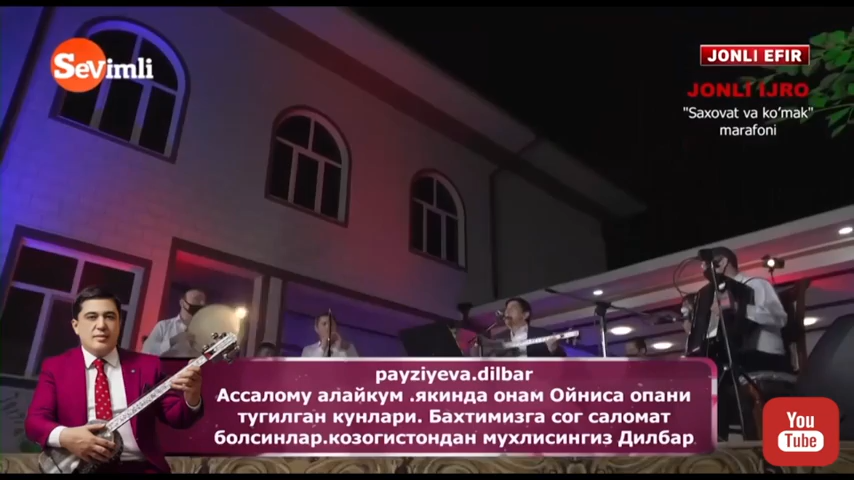 Sevimli
JONLI EFIR
JONLI IJRO
"Saxovat va ko'mak"
marafoni
payziyeva.dilbar
Ассалому алайкум .якинда онам Ойниса опани
тугилган кунлари. Бахтимизга сог саломат
болсинлар.козогистондан мухлисингиз Дилбар
You
Tube